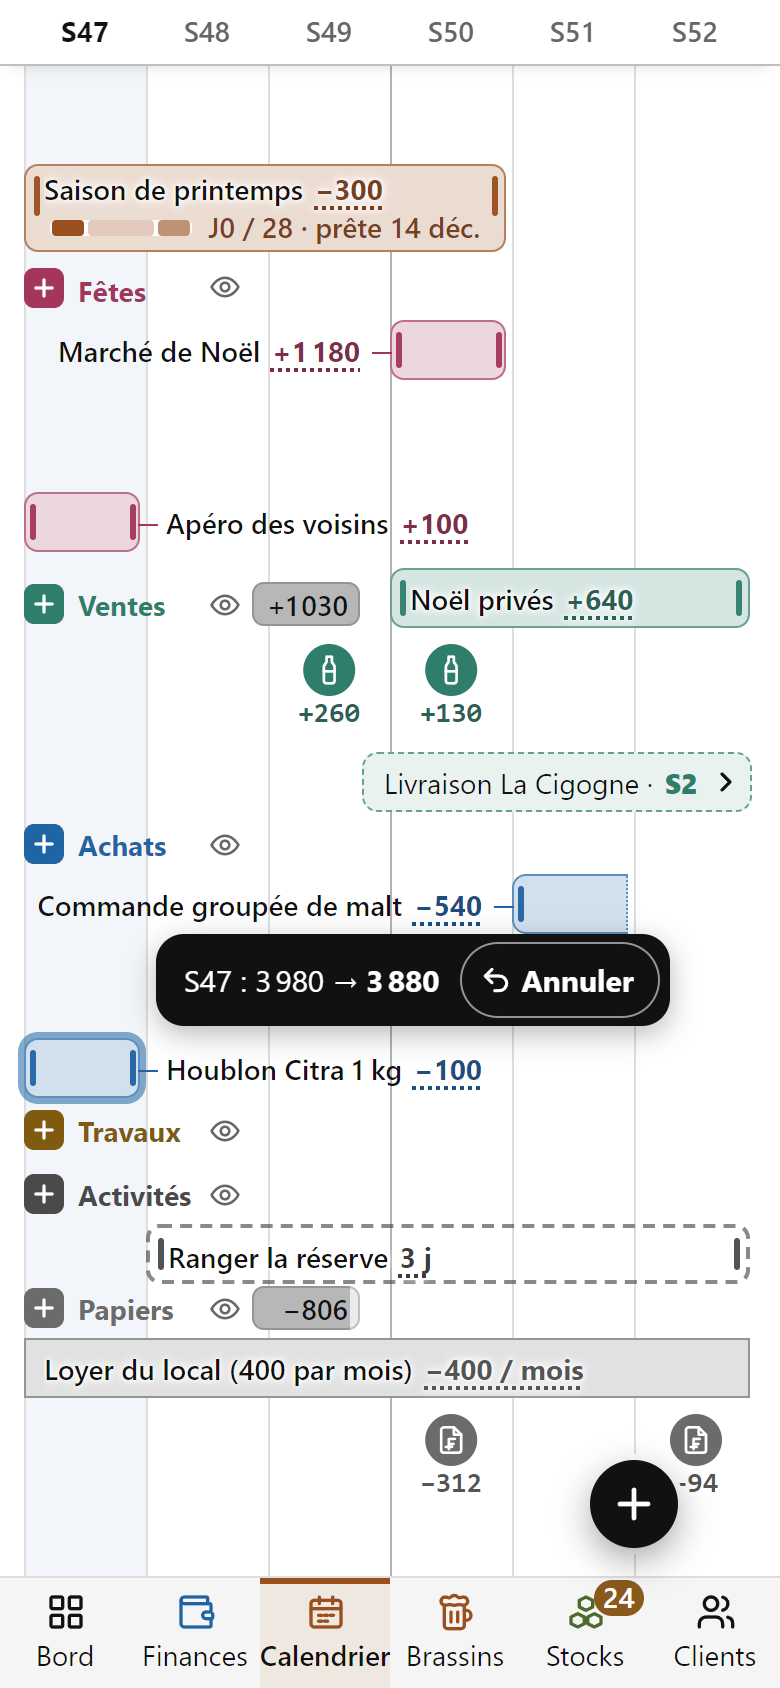 S47 S48 S49 S50 S51 S52
Saison de printemps −300
J0 / 28 · prête 14 déc.
Fêtes
Marché de Noël +1 180
Apéro des voisins +100
Ventes +1030 Noël privés +640
+260 +130
Livraison La Cigogne · S2
Achats
Commande groupée de malt −540
S47 : 3 980 → 3 880 Annuler
Houblon Citra 1 kg −100
Travaux
Activités
Ranger la réserve 3 j
Papiers −806
Loyer du local (400 par mois) −400 / mois
−312 -94
24
Bord Finances Calendrier Brassins Stocks Clients